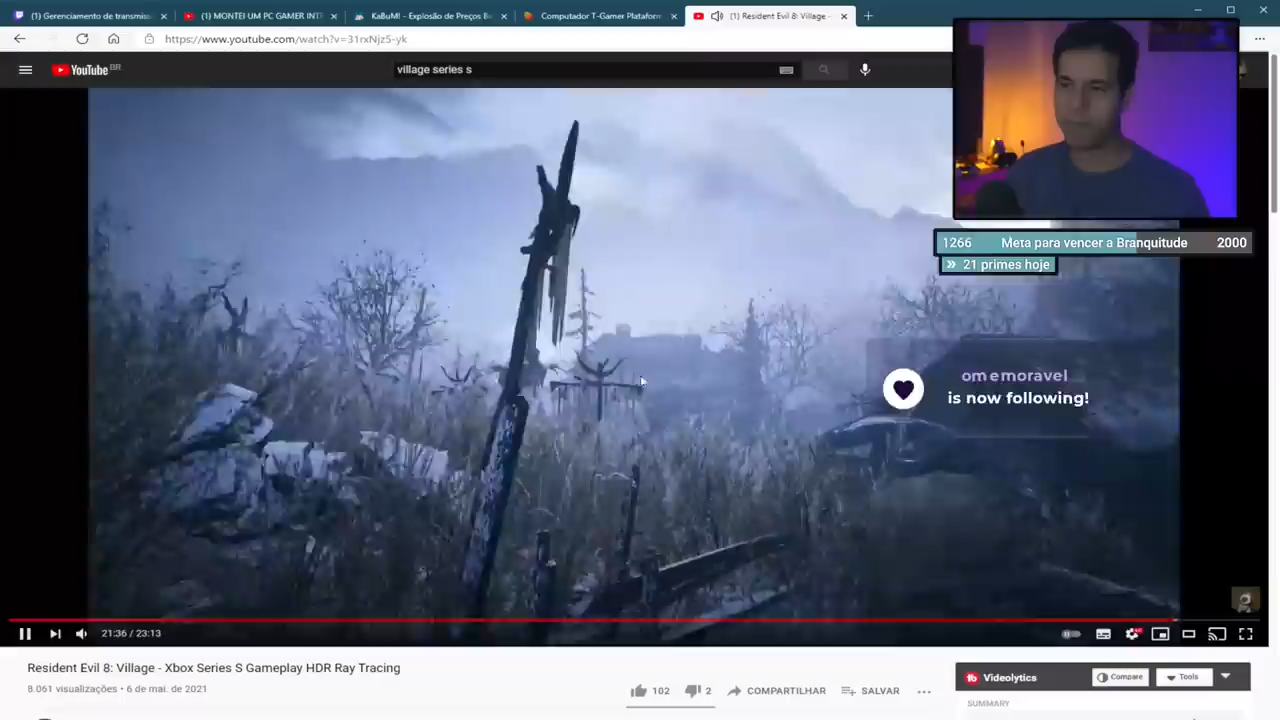 (1) Gerenciamento de transmis
(1) MONTEI UM PC GAMER INT
KaBuM! - Explosão de Preços B
Computador T-Gamer Plataform
(1) Resident Evil 8: Village -
https://www.youtube.com/watch?v=31rxNjz5-yk
YouTube BR
village series s
1266 Meta para vencer a Branquitude 2000
» 21 primes hoje
omemoravel
is now following!
21:36 / 23:13
Resident Evil 8: Village - Xbox Series S Gameplay HDR Ray Tracing
8.061 visualizações • 6 de mai. de 2021
102 2 COMPARTILHAR SALVAR
Videolytics Compare Tools
SUMMARY